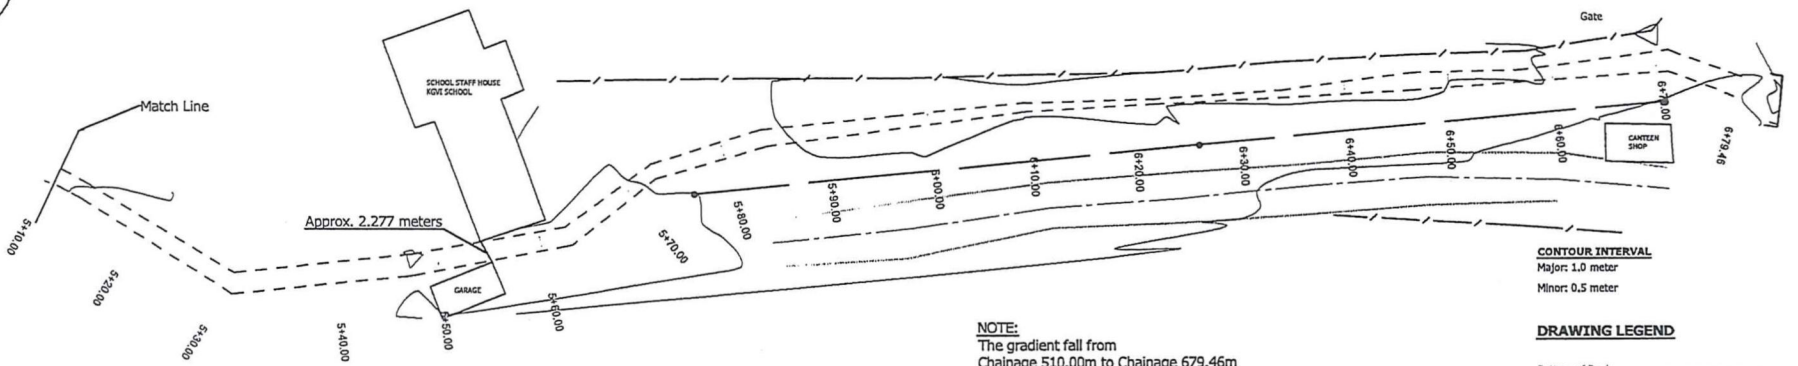 Gate
SCHOOL STAFF HOUSE
KGVI SCHOOL
Match Line
Approx. 2.277 meters
GARAGE
CANTEEN
SHOP
5+10.00
5+20.00
5+30.00
5+40.00
5+50.00
5+60.00
5+70.00
5+80.00
5+90.00
6+00.00
6+10.00
6+20.00
6+30.00
6+40.00
6+50.00
6+60.00
6+70.00
6+79.46
CONTOUR INTERVAL
Major: 1.0 meter
Minor: 0.5 meter
DRAWING LEGEND
NOTE:
The gradient fall from
Chainage 510.00m to Chainage 679.46m